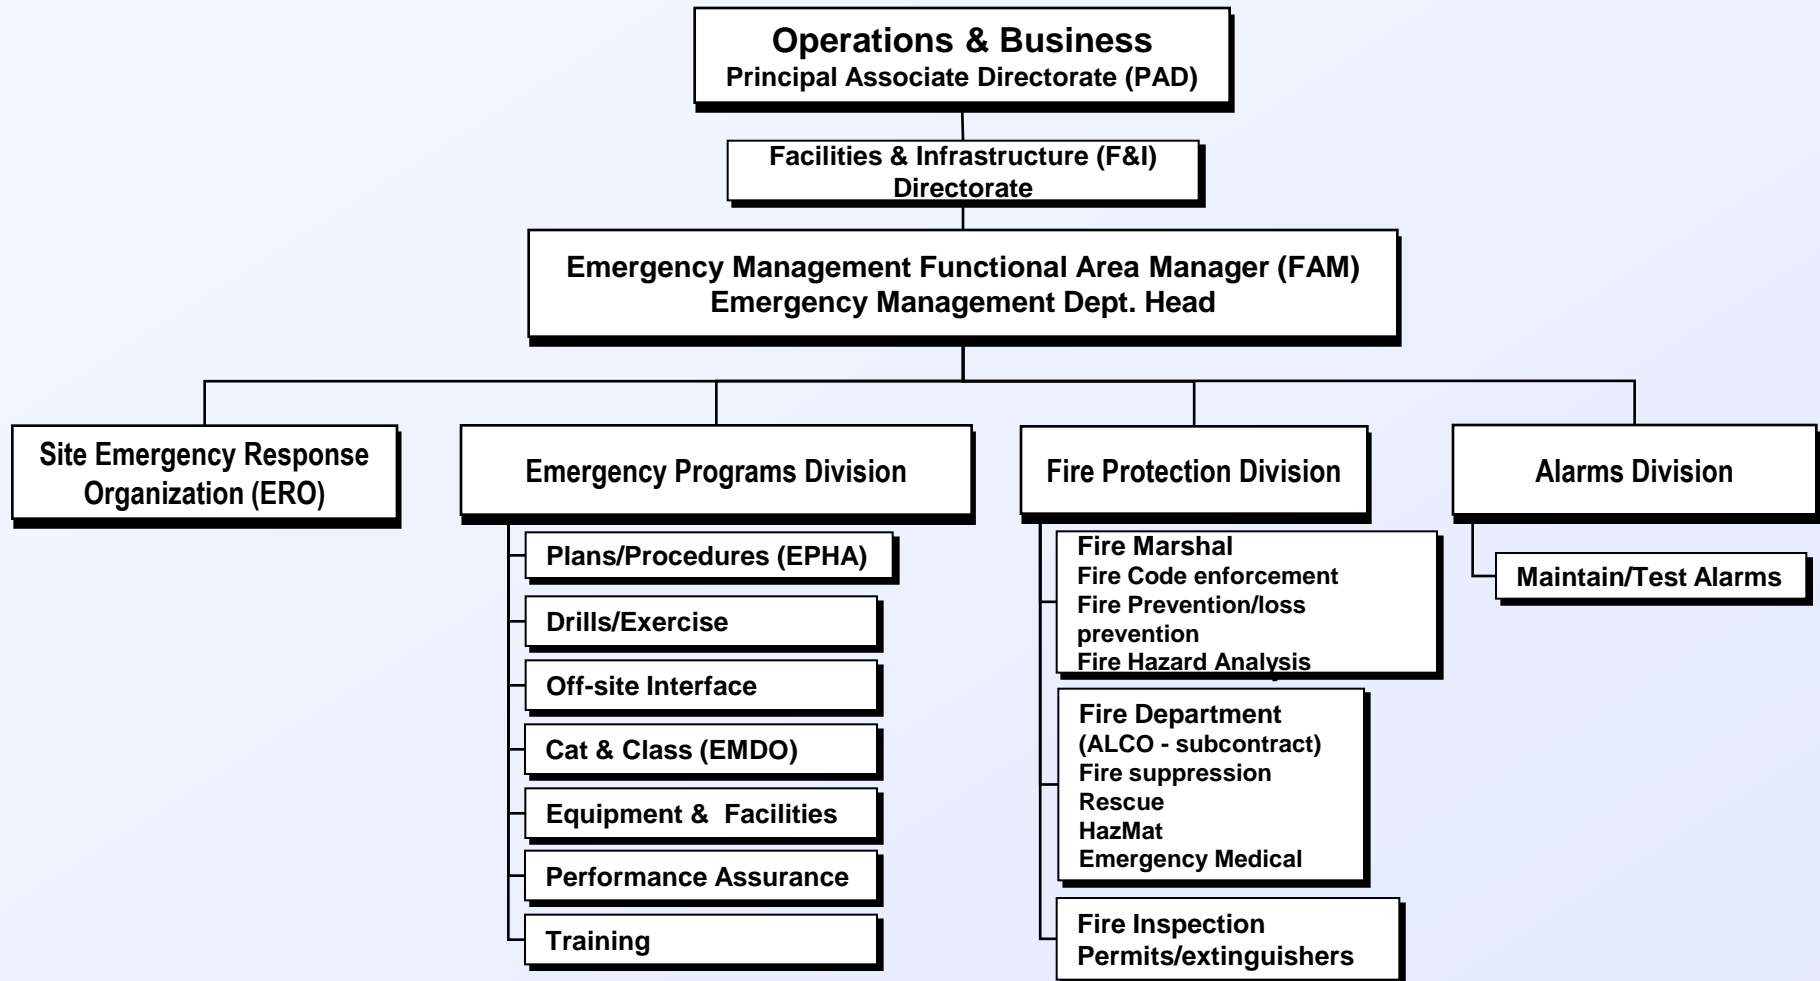 Operations & Business
Principal Associate Directorate (PAD)
Facilities & Infrastructure (F&I)
Directorate
Emergency Management Functional Area Manager (FAM)
Emergency Management Dept. Head
Site Emergency Response
Organization (ERO)
Emergency Programs Division
Plans/Procedures (EPHA)
Drills/Exercise
Off-site Interface
Cat & Class (EMDO)
Equipment &  Facilities
Performance Assurance
Training
Fire Protection Division
Fire Marshal
Fire Code enforcement
Fire Prevention/loss
prevention
Fire Hazard Analysis
Fire Department
(ALCO - subcontract)
Fire suppression
Rescue
HazMat
Emergency Medical
Fire Inspection
Permits/extinguishers
Alarms Division
Maintain/Test Alarms